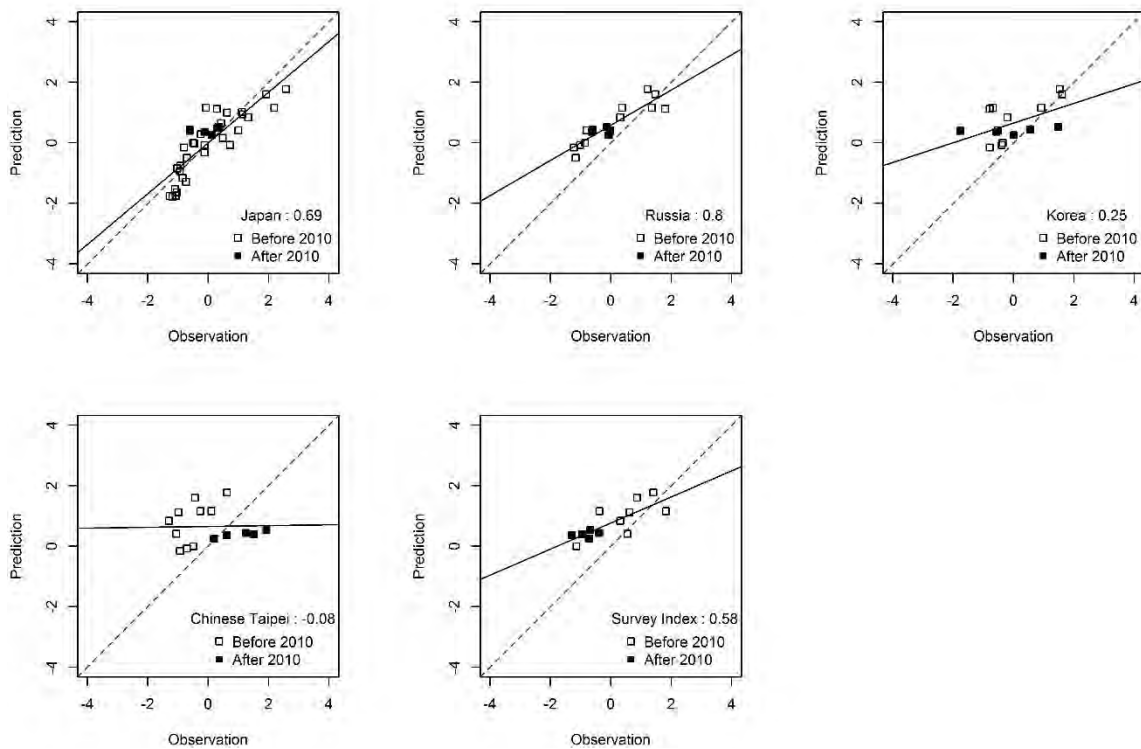 4
2
0
-2
-4
Prediction
Japan : 0.69
Before 2010
After 2010
-4 -2 0 2 4
Observation
4
2
0
-2
-4
Prediction
Russia : 0.8
Before 2010
After 2010
-4 -2 0 2 4
Observation
4
2
0
-2
-4
Prediction
Korea : 0.25
Before 2010
After 2010
-4 -2 0 2 4
Observation
4
2
0
-2
-4
Prediction
Chinese Taipei : -0.08
Before 2010
After 2010
-4 -2 0 2 4
Observation
4
2
0
-2
-4
Prediction
Survey Index : 0.58
Before 2010
After 2010
-4 -2 0 2 4
Observation